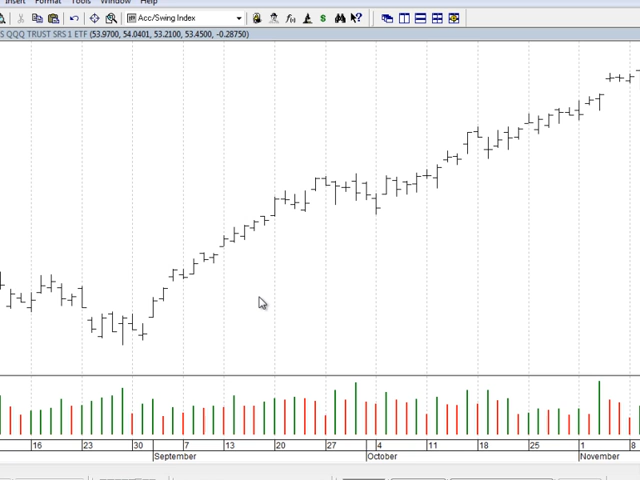 Insert Format Tools Window Help
Acc/Swing Index
S QQQ TRUST SRS 1 ETF (53.9700, 54.0401, 53.2100, 53.4500, -0.28750)
16 23 30 7 13 20 27 4 11 18 25 1 8
September October November